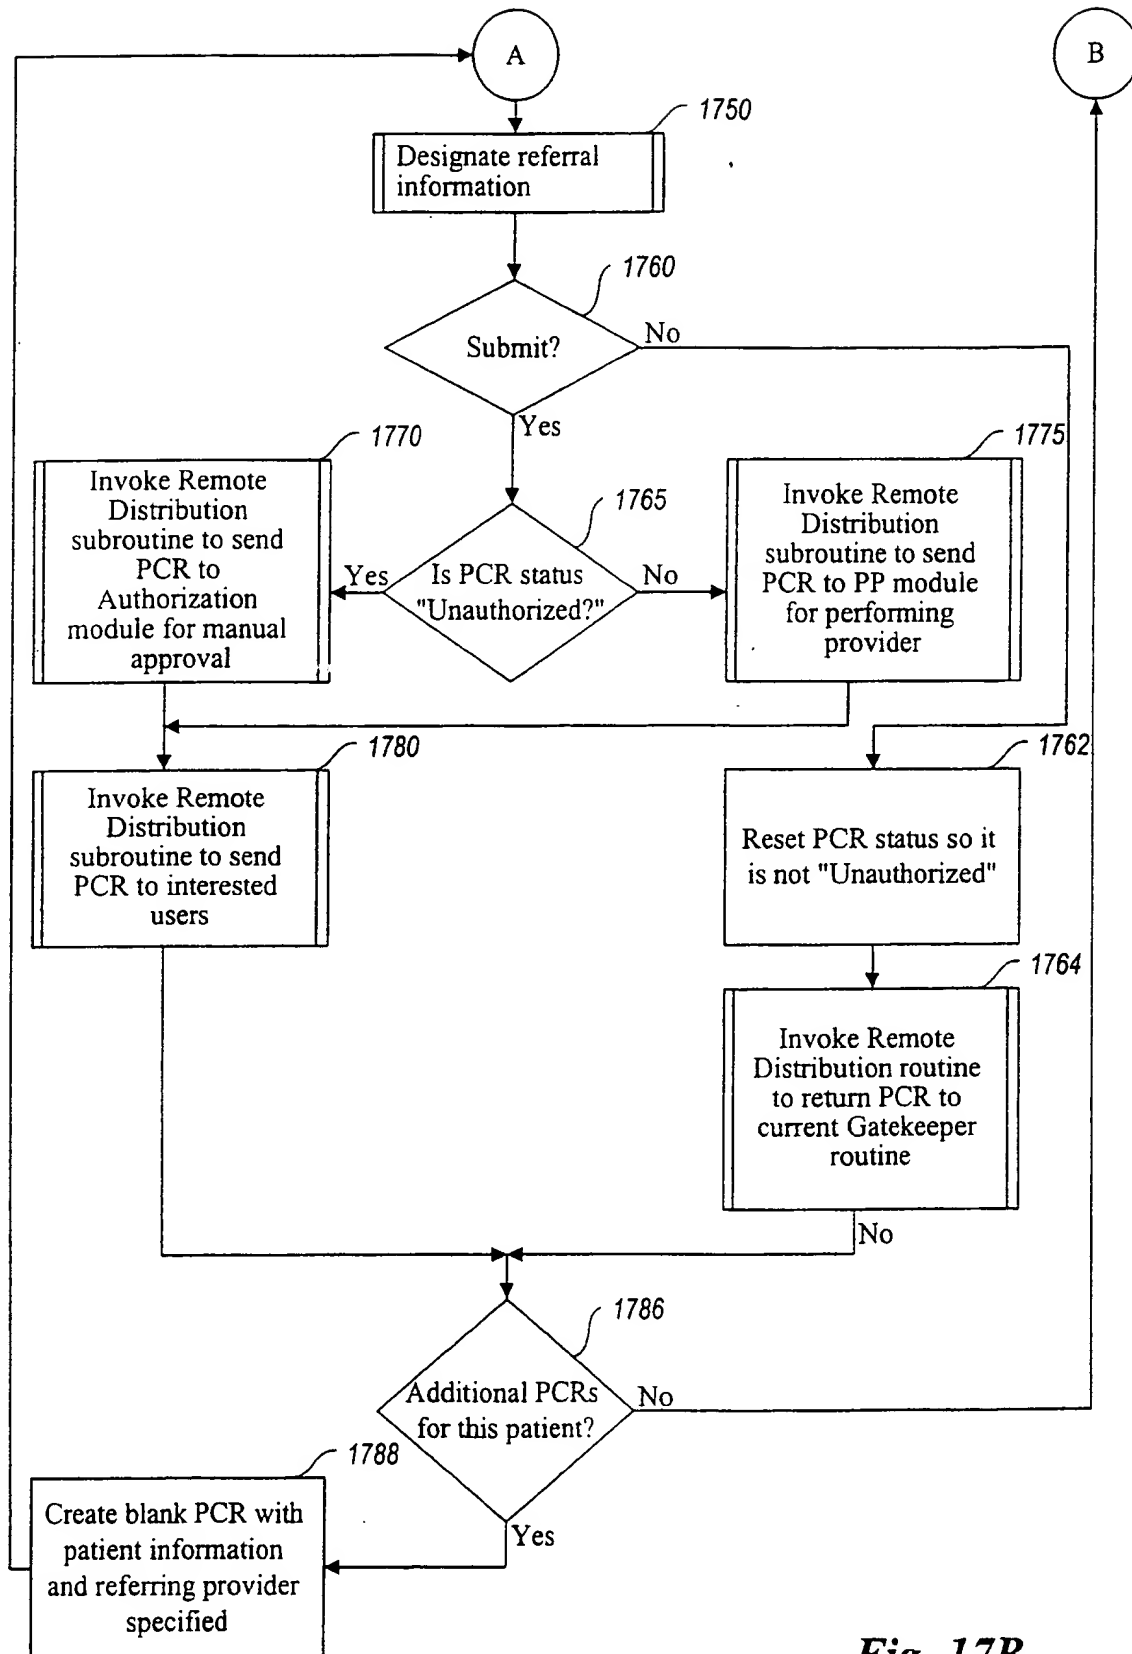 A
B
1750
Designate referral
information
1760
Submit?
No
Yes
1770
Invoke Remote
Distribution
subroutine to send
PCR to
Authorization
module for manual
approval
1765
Is PCR status
"Unauthorized?"
Yes
No
1775
Invoke Remote
Distribution
subroutine to send
PCR to PP module
for performing
provider
1780
Invoke Remote
Distribution
subroutine to send
PCR to interested
users
1762
Reset PCR status so it
is not "Unauthorized"
1764
Invoke Remote
Distribution routine
to return PCR to
current Gatekeeper
routine
No
1786
Additional PCRs
for this patient?
No
Yes
1788
Create blank PCR with
patient information
and referring provider
specified
Fig. 17B